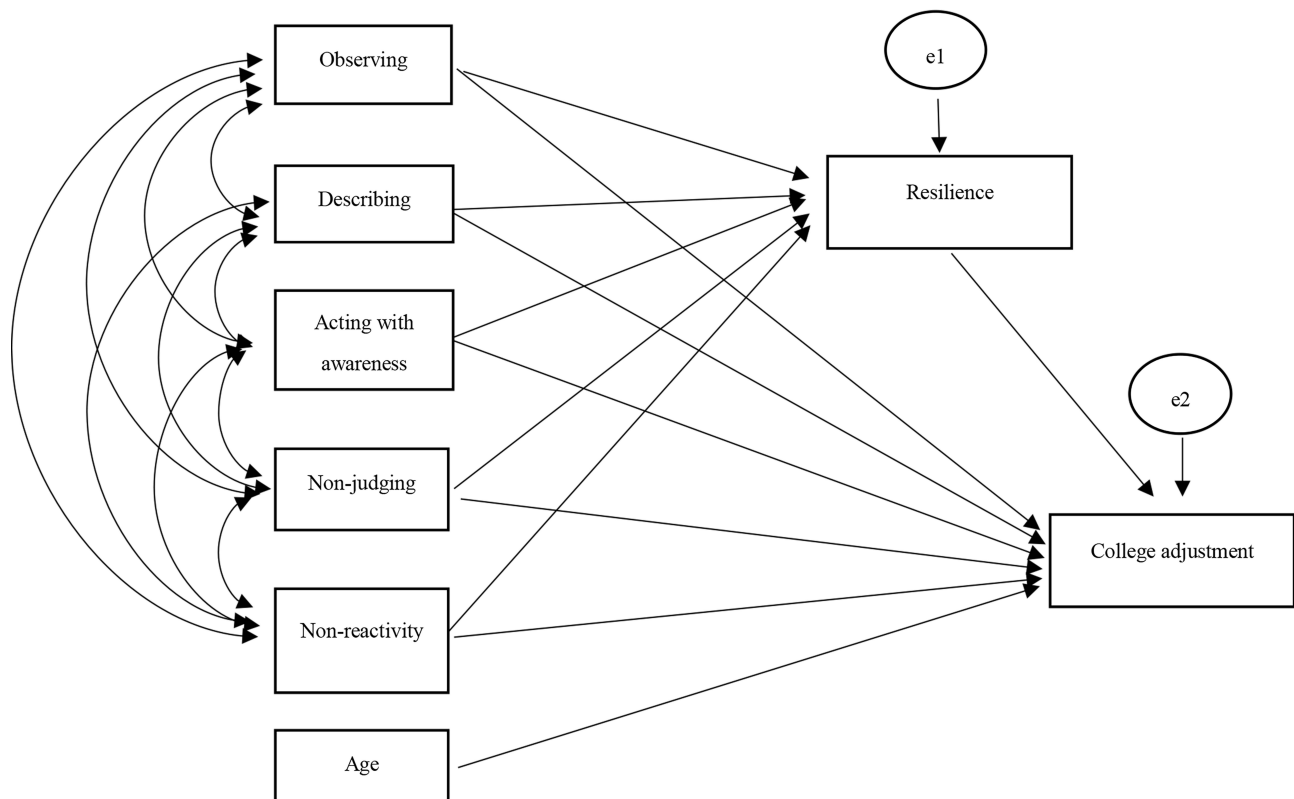 Observing
e1
Describing
Resilience
Acting with
awareness
e2
Non-judging
College adjustment
Non-reactivity
Age